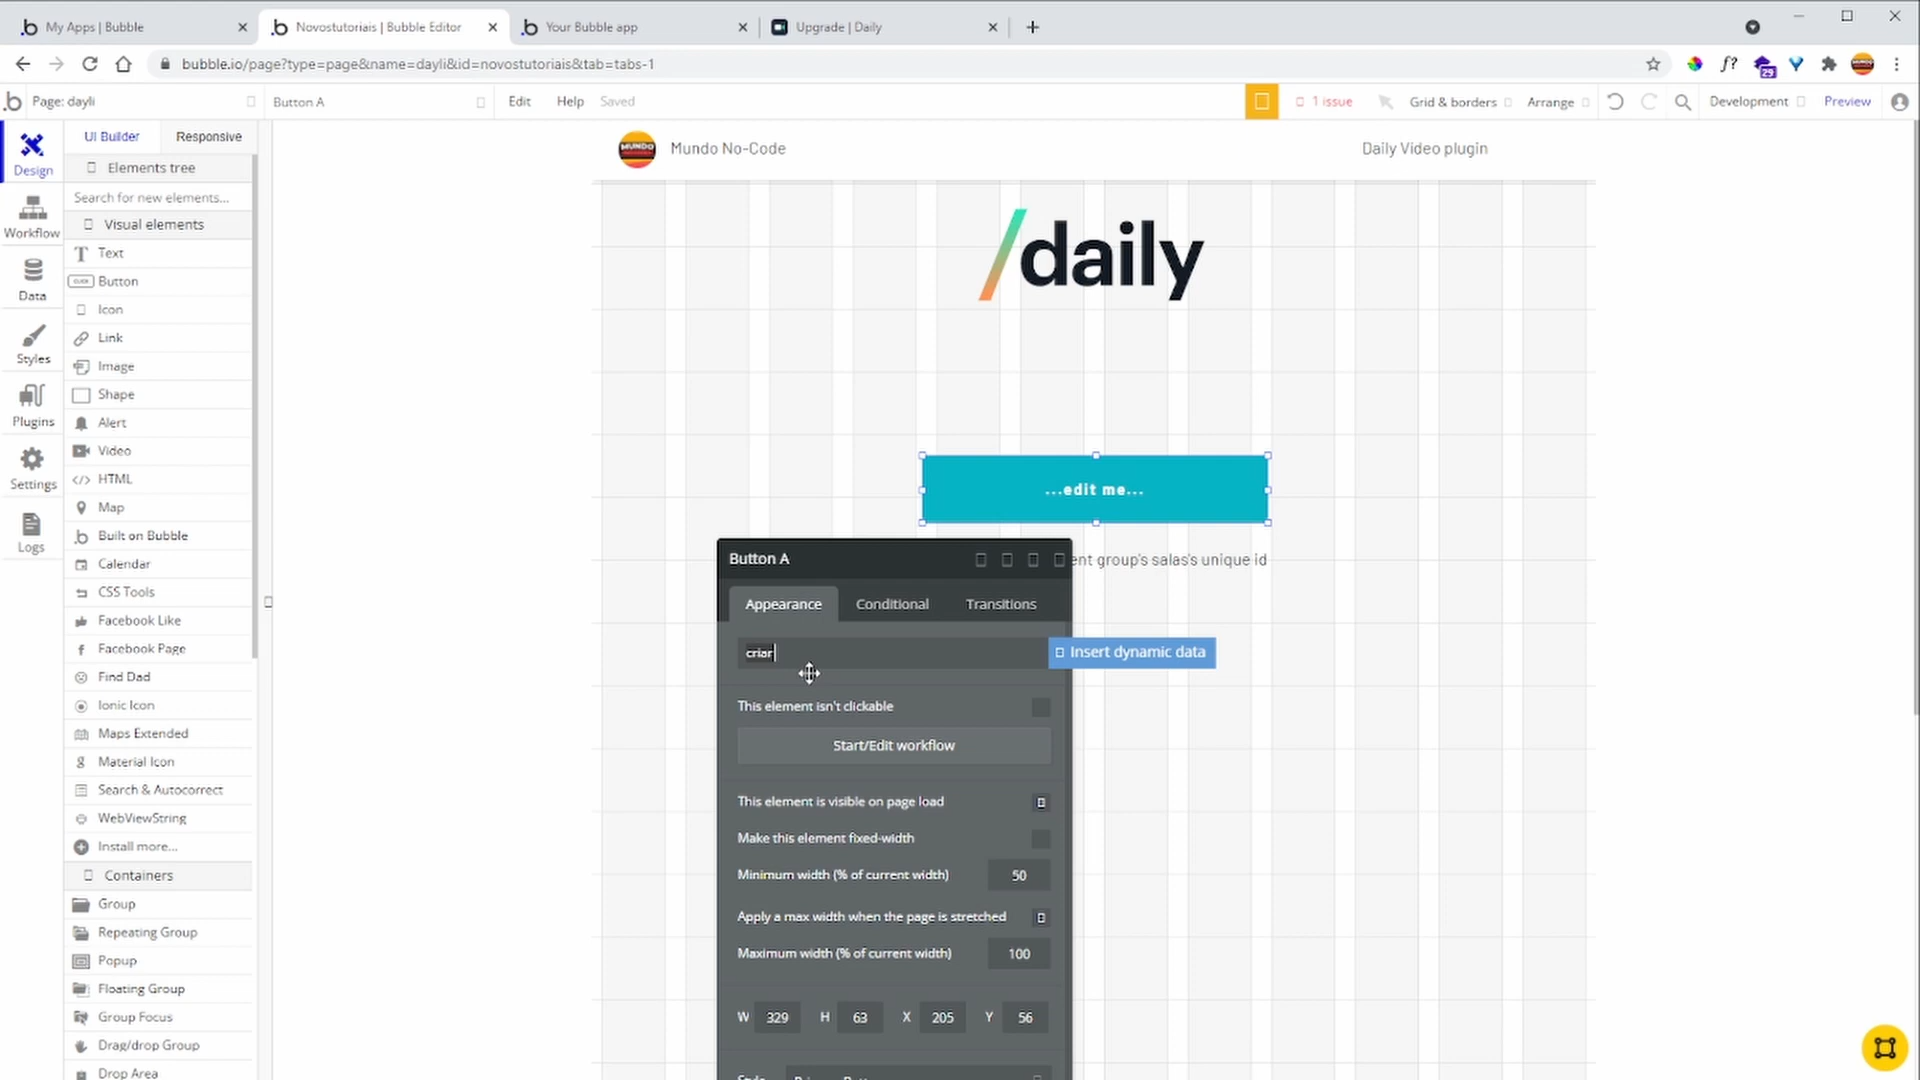 My Apps | Bubble
Novostutoriais | Bubble Editor
Your Bubble app
Upgrade | Daily
bubble.io/page?type=page&name=dayli&id=novostutoriais&tab=tabs-1
f?
29
Page: dayli
Button A
Edit
Help
Saved
1 issue
Grid & borders
Arrange
Development
Preview
Design
Workflow
Data
Styles
Plugins
Settings
Logs
UI Builder
Responsive
Elements tree
Search for new elements...
Visual elements
Text
CLICK
Button
Icon
Link
Image
Shape
Alert
Video
HTML
Map
Built on Bubble
Calendar
CSS Tools
Facebook Like
Facebook Page
Find Dad
Ionic Icon
Maps Extended
Material Icon
Search & Autocorrect
WebViewString
Install more...
Containers
Group
Repeating Group
Popup
Floating Group
Group Focus
Drag/drop Group
Drop Area
MUNDO
Mundo No-Code
Daily Video plugin
/daily
...edit me...
ent group's salas's unique id
Button A
Appearance
Conditional
Transitions
criar
Insert dynamic data
This element isn't clickable
Start/Edit workflow
This element is visible on page load
Make this element fixed-width
Minimum width (% of current width)
50
Apply a max width when the page is stretched
Maximum width (% of current width)
100
W 329 H 63 X 205 Y 56